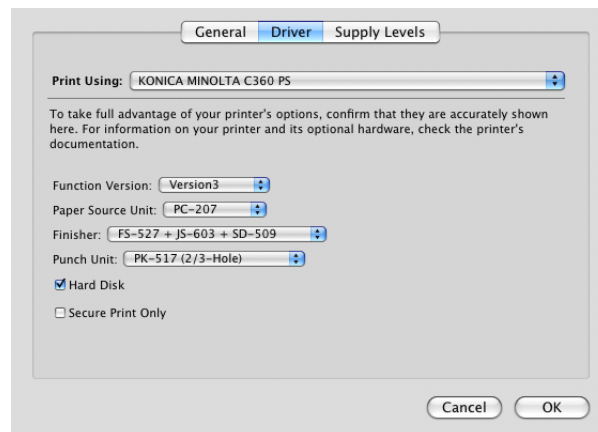 General Driver Supply Levels
Print Using: KONICA MINOLTA C360 PS
To take full advantage of your printer's options, confirm that they are accurately shown
here. For information on your printer and its optional hardware, check the printer's
documentation.
Function Version: Version3
Paper Source Unit: PC-207
Finisher: FS-527 + JS-603 + SD-509
Punch Unit: PK-517 (2/3-Hole)
Hard Disk
Secure Print Only
Cancel OK